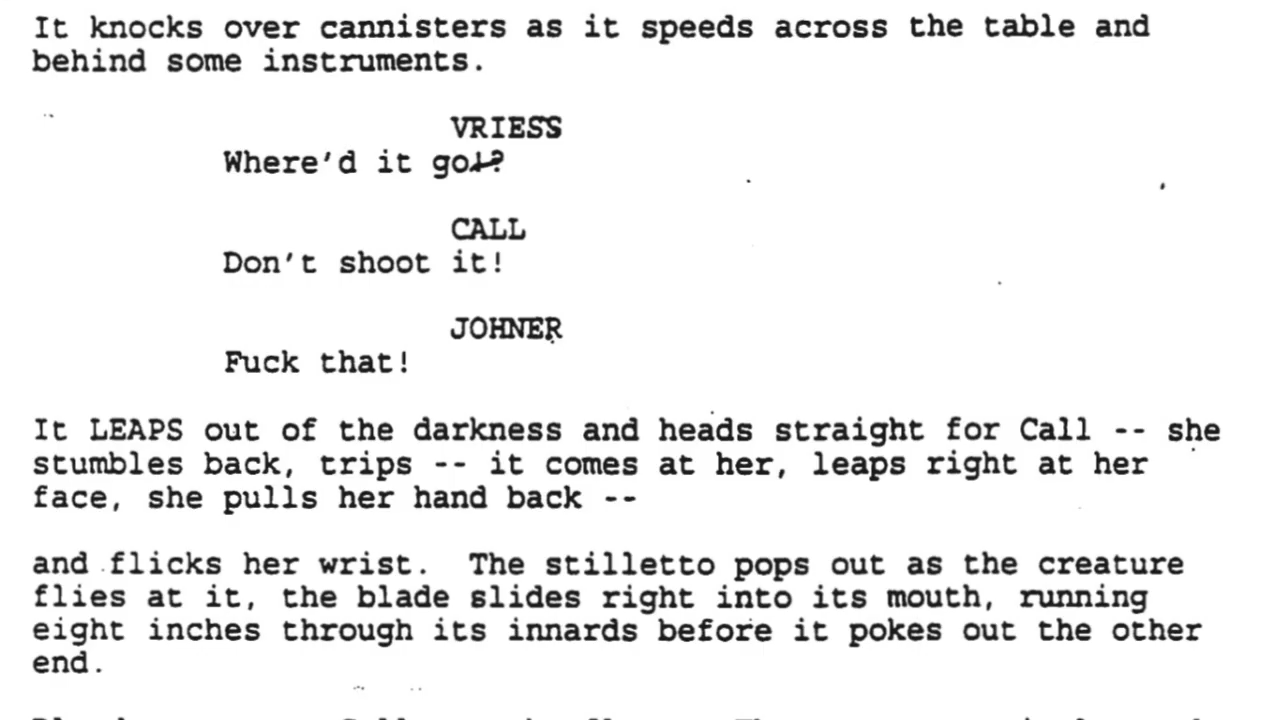 It knocks over cannisters as it speeds across the table and
behind some instruments.
VRIESS
Where'd it go?
CALL
Don't shoot it!
JOHNER
Fuck that!
It LEAPS out of the darkness and heads straight for Call -- she
stumbles back, trips -- it comes at her, leaps right at her
face, she pulls her hand back --
and flicks her wrist. The stilletto pops out as the creature
flies at it, the blade slides right into its mouth, running
eight inches through its innards before it pokes out the other
end.